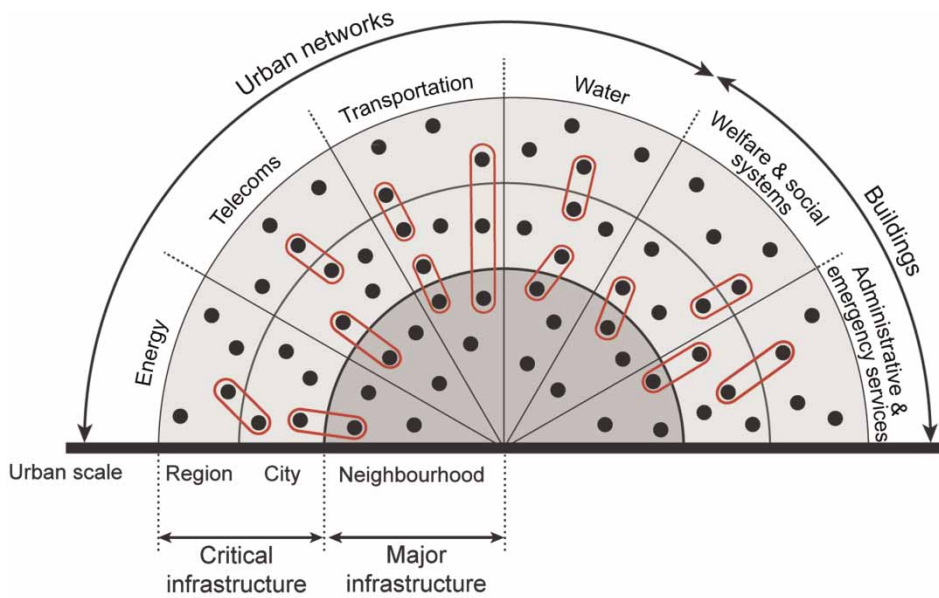 Urban networks
Buildings
Energy
Telecoms
Transportation
Water
Welfare & social
systems
Administrative &
emergency services
Urban scale
Region
City
Neighbourhood
Critical
infrastructure
Major
infrastructure